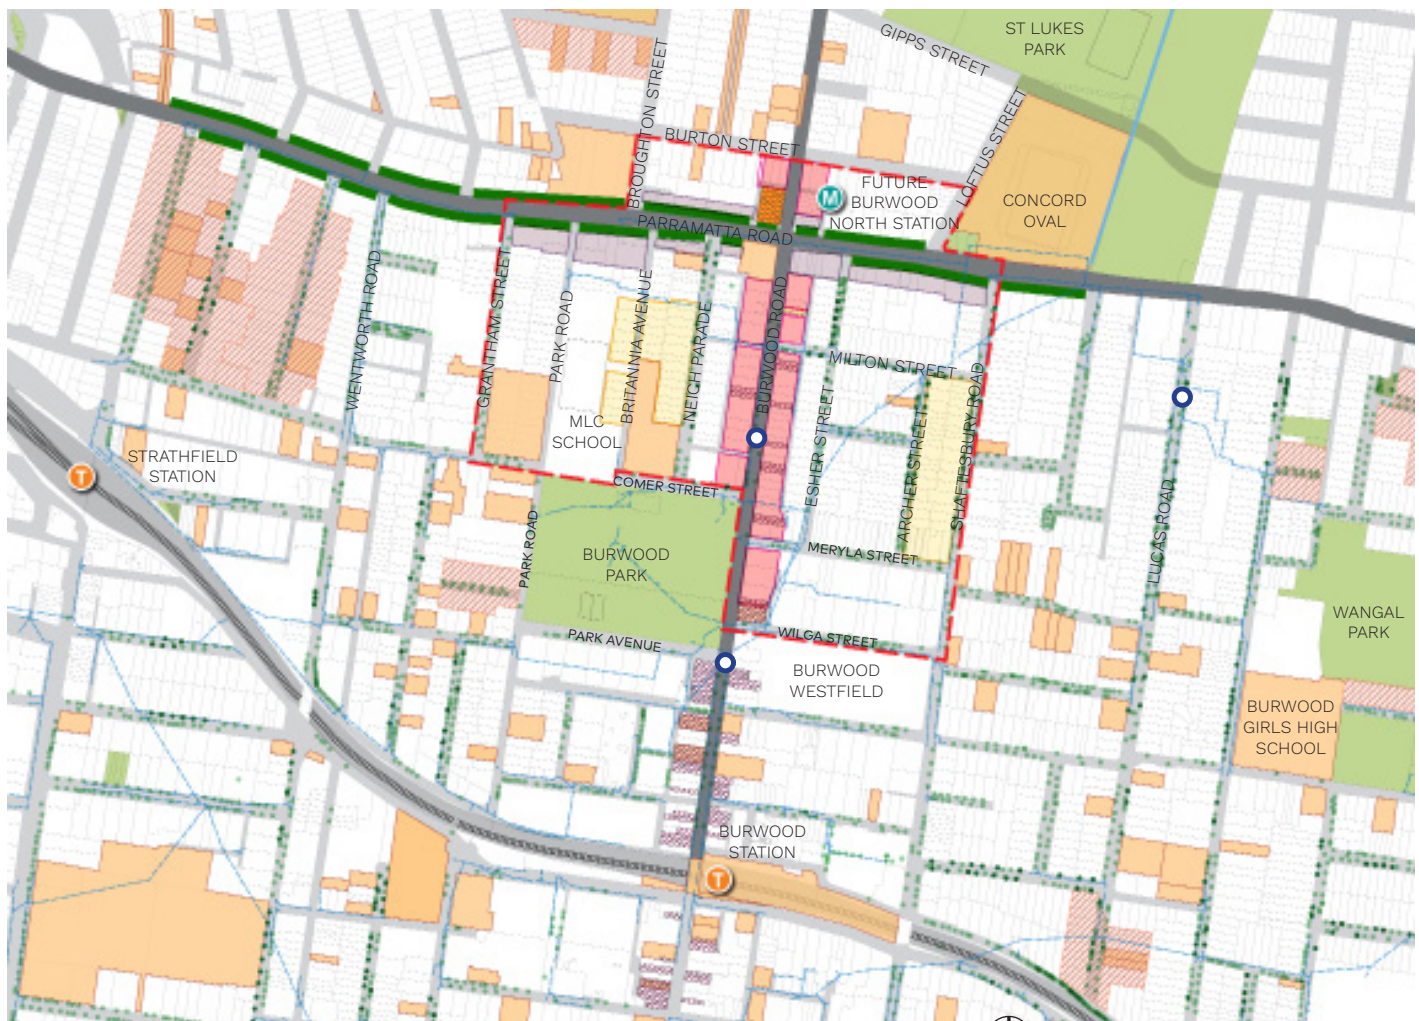 ST LUKES
PARK
GIPPS STREET
BROUGHTON STREET
BURTON STREET
LOFTUS STREET
FUTURE
BURWOOD
NORTH STATION
M
CONCORD
OVAL
PARRAMATTA ROAD
WENTWORTH ROAD
GRANTHAM STREET
PARK ROAD
BRITANNIA AVENUE
NEICH PARADE
BURWOOD ROAD
MILTON STREET
ESHER STREET
ARCHER STREET
SHAFTESBURY ROAD
MLC
SCHOOL
STRATHFIELD
STATION
T
COMER STREET
LUCAS ROAD
PARK ROAD
BURWOOD
PARK
MERYLA STREET
WANGAL
PARK
PARK AVENUE
WILGA STREET
BURWOOD
WESTFIELD
BURWOOD
GIRLS HIGH
SCHOOL
BURWOOD
STATION
T